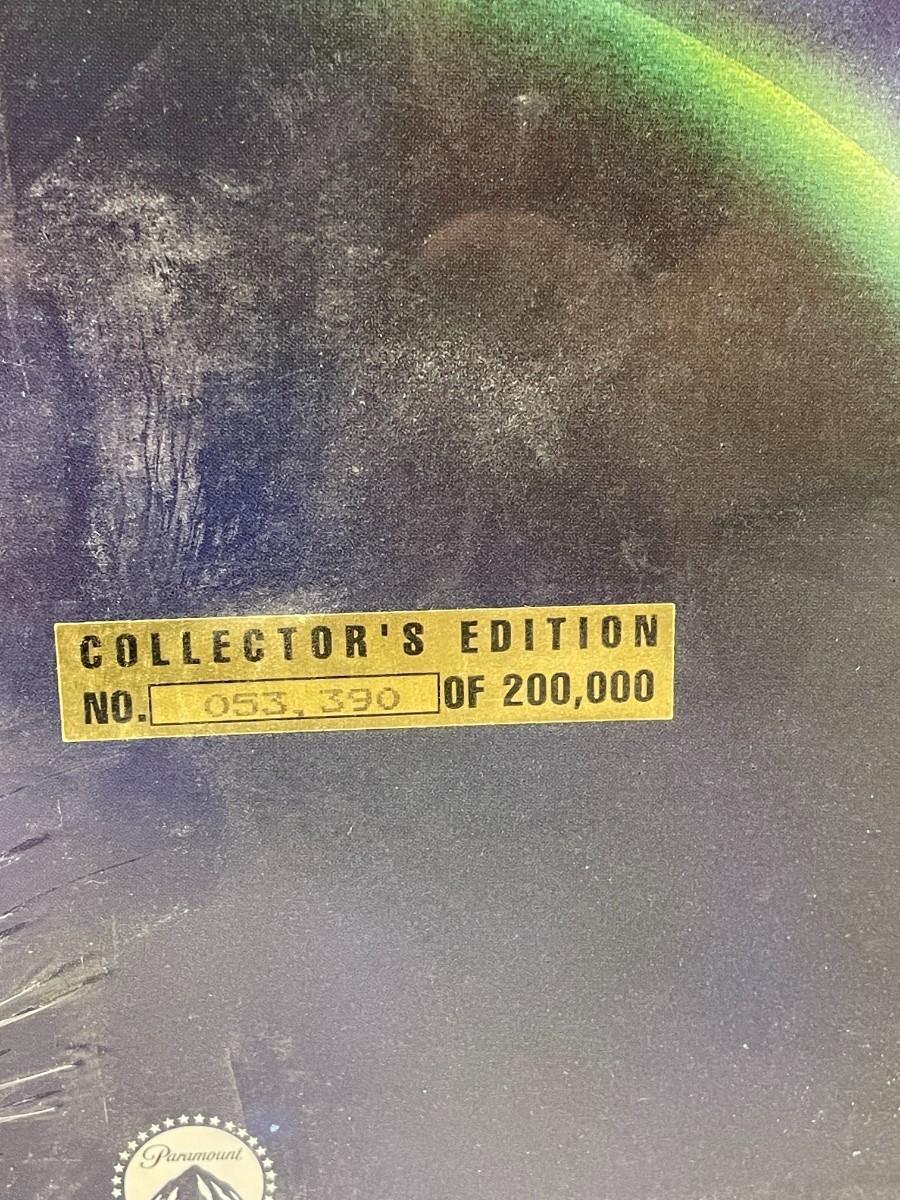 COLLECTOR'S EDITION
NO. 053,390 OF 200,000
Paramount